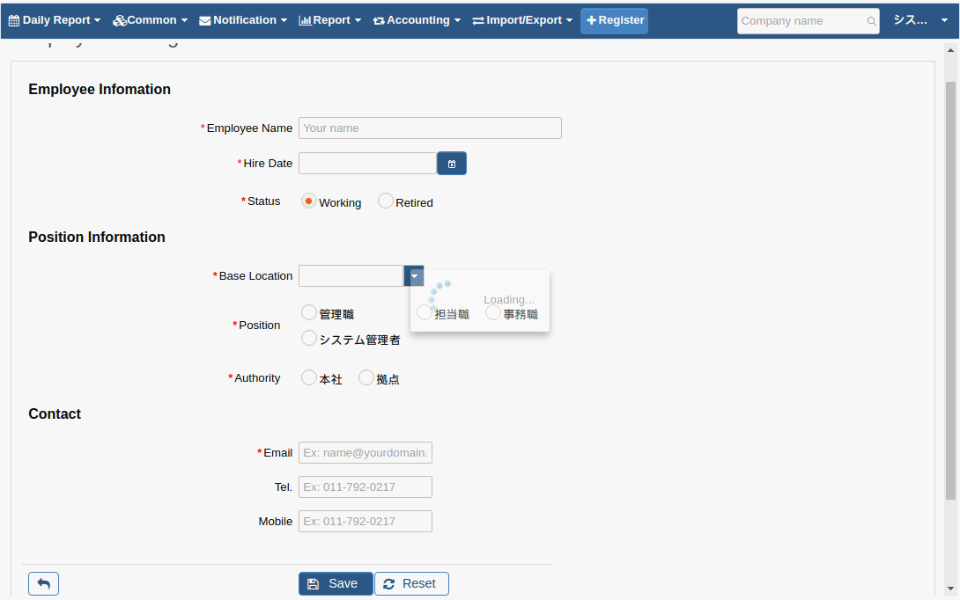 Daily Report Common Notification Report Accounting Import/Export Register Company name シス...
Employee Infomation
*Employee Name Your name
*Hire Date
*Status Working Retired
Position Information
*Base Location
Loading...
管理職 担当職 事務職
*Position
システム管理者
*Authority 本社 拠点
Contact
*Email Ex: name@yourdomain.
Tel. Ex: 011-792-0217
Mobile Ex: 011-792-0217
Save Reset